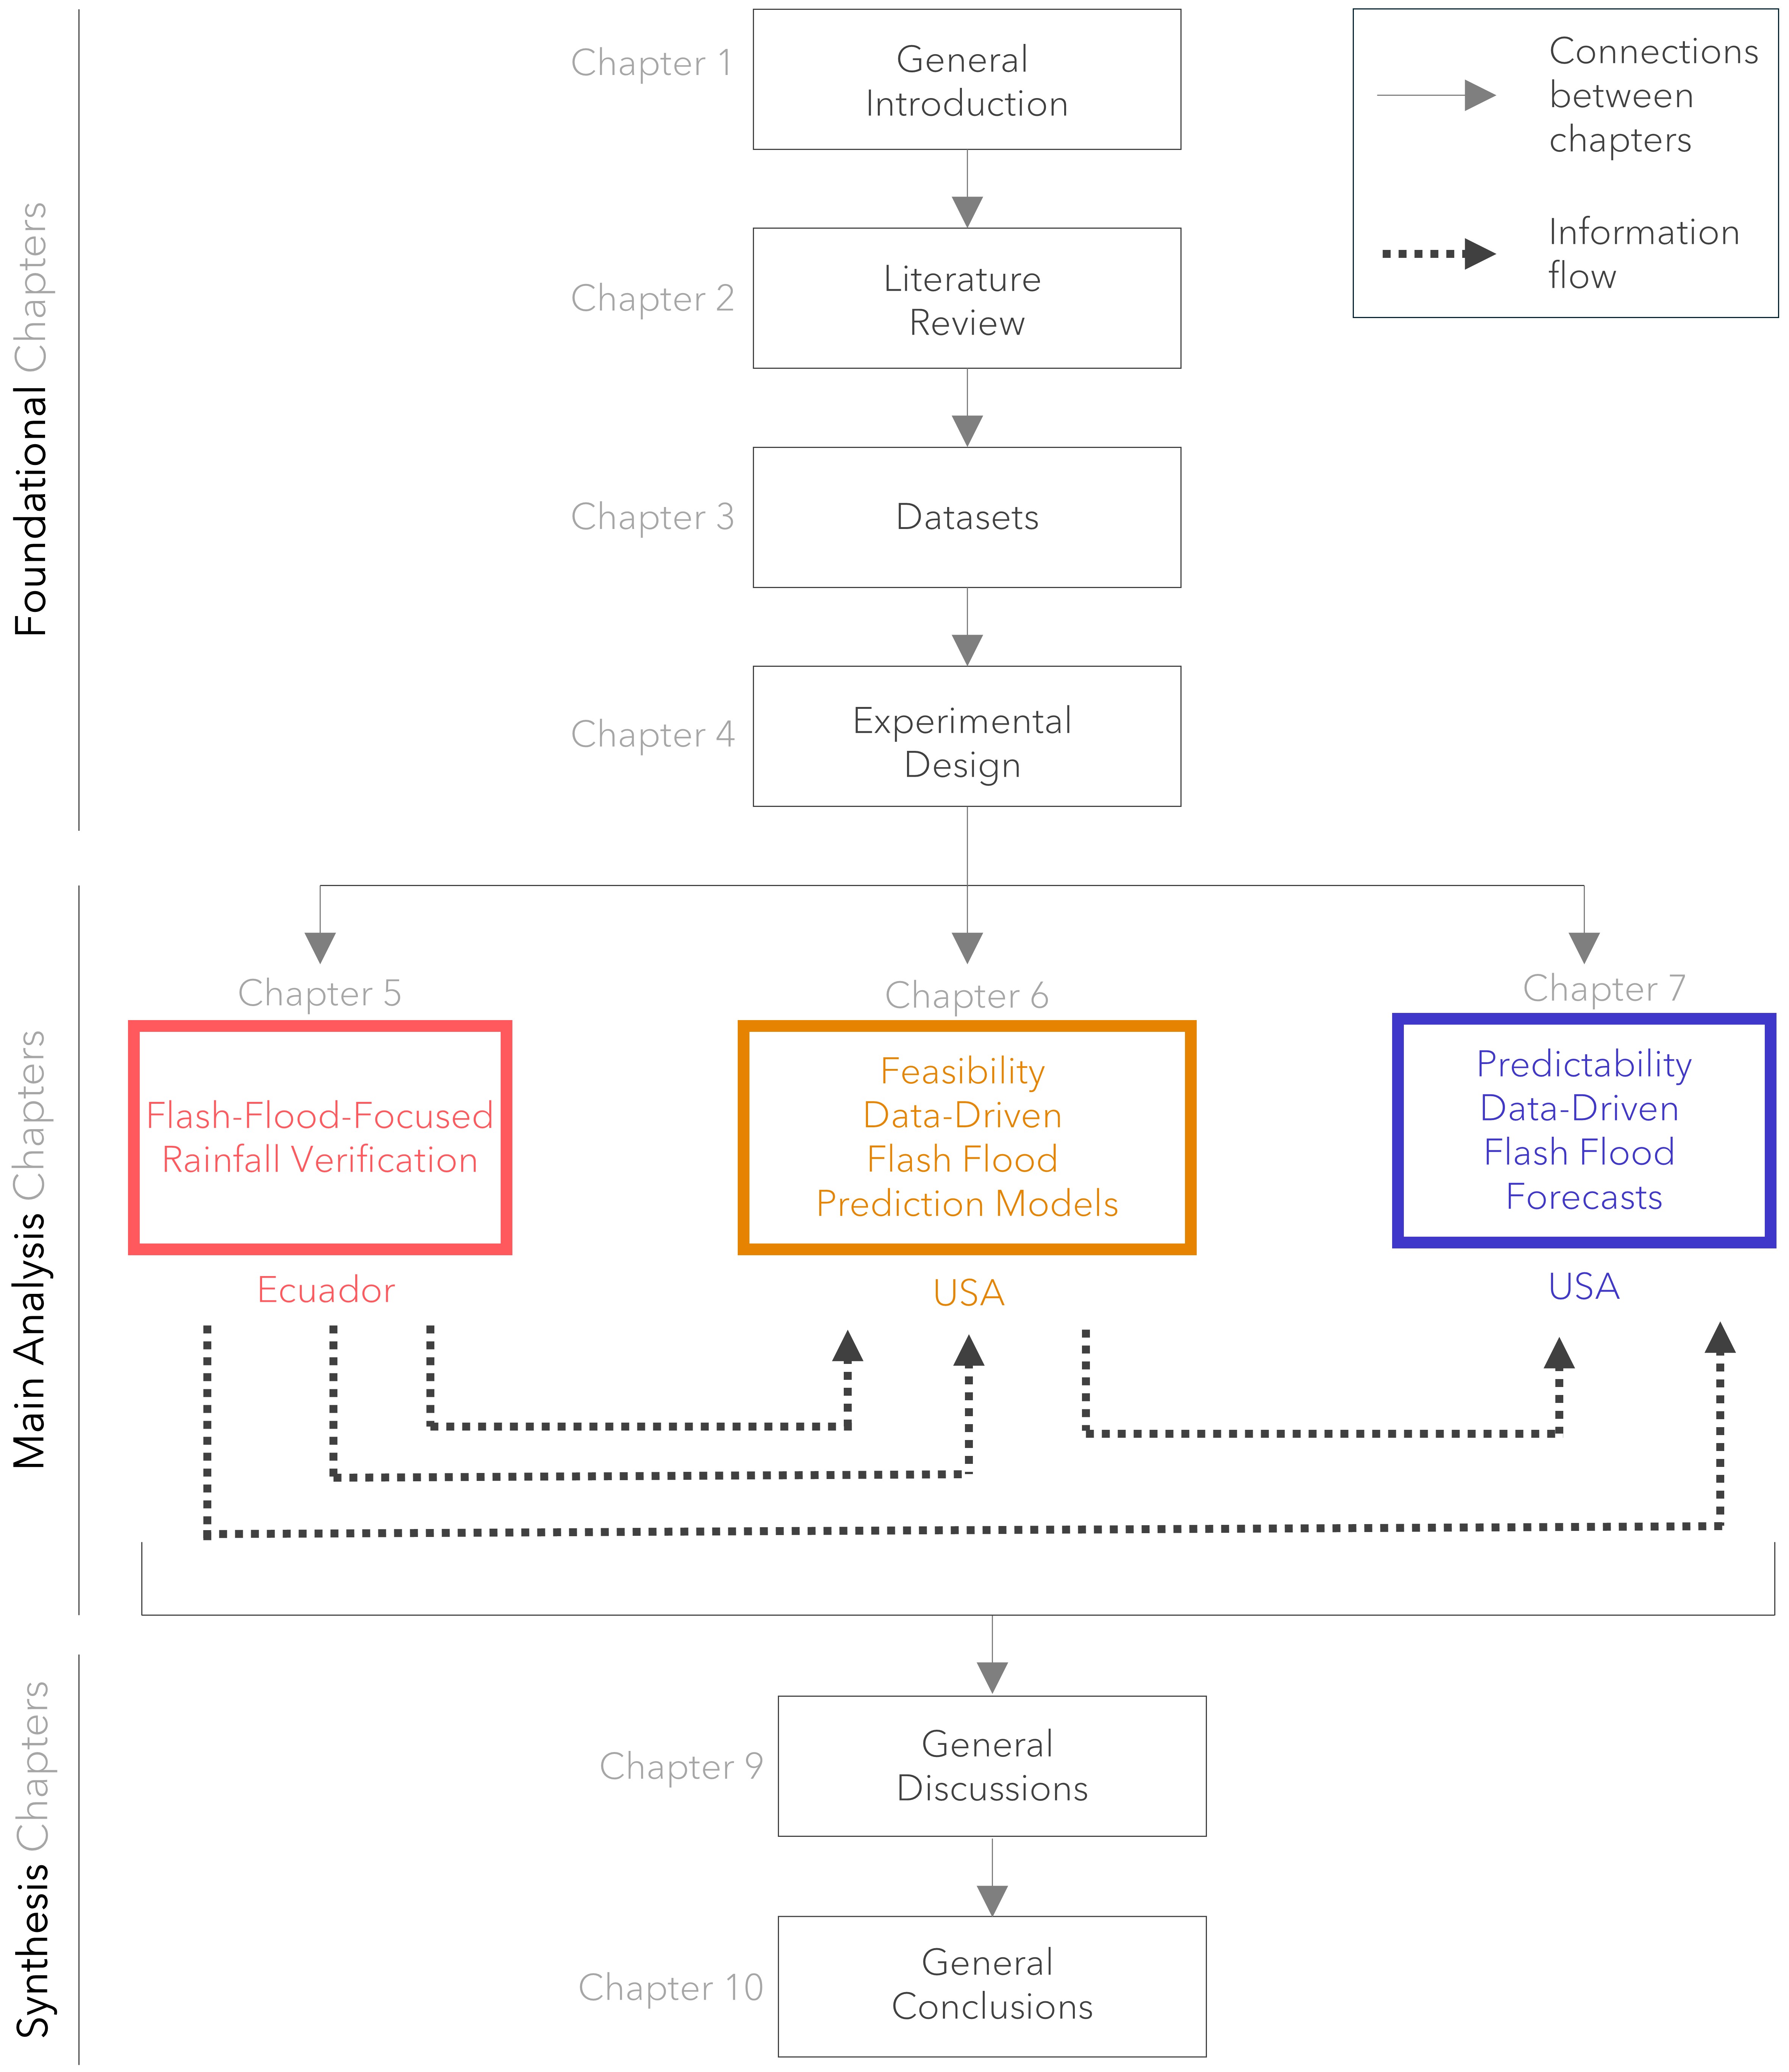 Chapter 1
General
Introduction
Connections
between
chapters
Information
flow
Foundational Chapters
Chapter 2
Literature
Review
Chapter 3
Datasets
Chapter 4
Experimental
Design
Main Analysis Chapters
Chapter 5
Flash-Flood-Focused
Rainfall Verification
Ecuador
Chapter 6
Feasibility
Data-Driven
Flash Flood
Prediction Models
USA
Chapter 7
Predictability
Data-Driven
Flash Flood
Forecasts
USA
Synthesis Chapters
Chapter 9
General
Discussions
Chapter 10
General
Conclusions